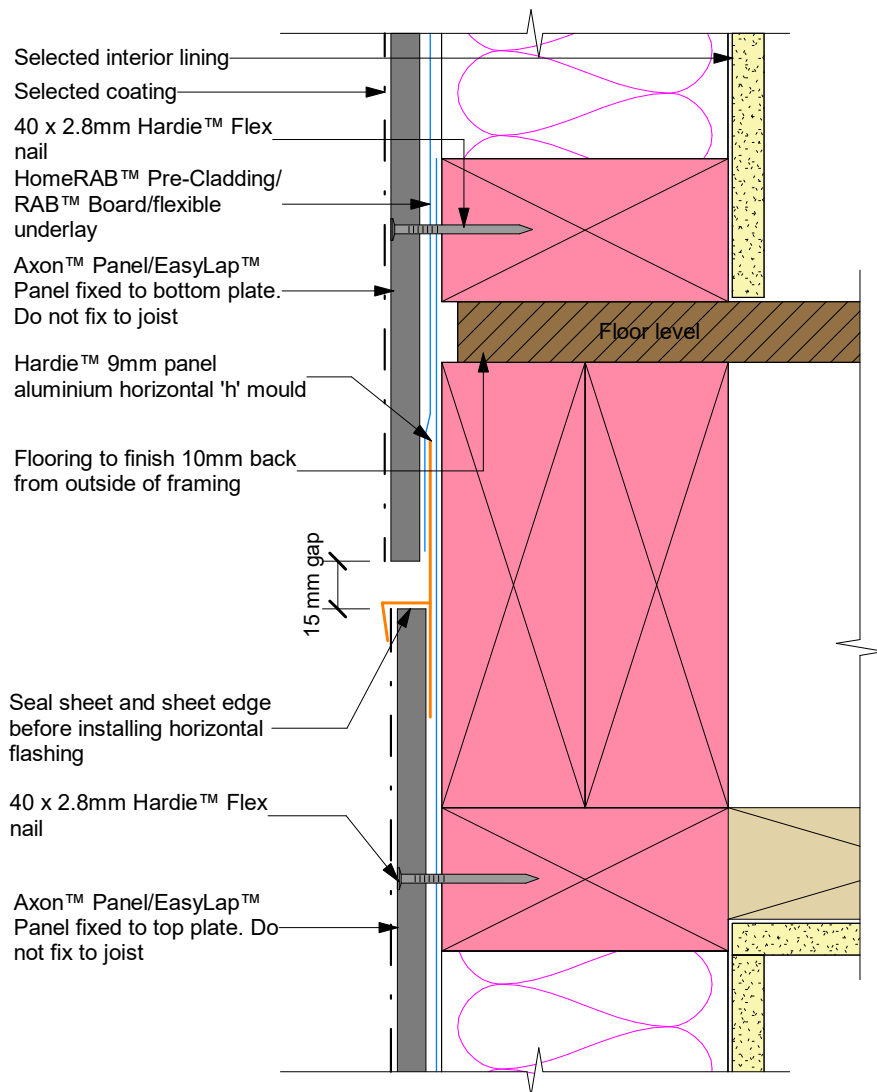 Selected interior lining
Selected coating
40 x 2.8mm Hardie™ Flex
nail
HomeRAB™ Pre-Cladding/
RAB™ Board/flexible
underlay
Axon™ Panel/EasyLap™
Panel fixed to bottom plate.
Do not fix to joist
Floor level
Hardie™ 9mm panel
aluminium horizontal 'h' mould
Flooring to finish 10mm back
from outside of framing
15 mm gap
Seal sheet and sheet edge
before installing horizontal
flashing
40 x 2.8mm Hardie™ Flex
nail
Axon™ Panel/EasyLap™
Panel fixed to top plate. Do
not fix to joist